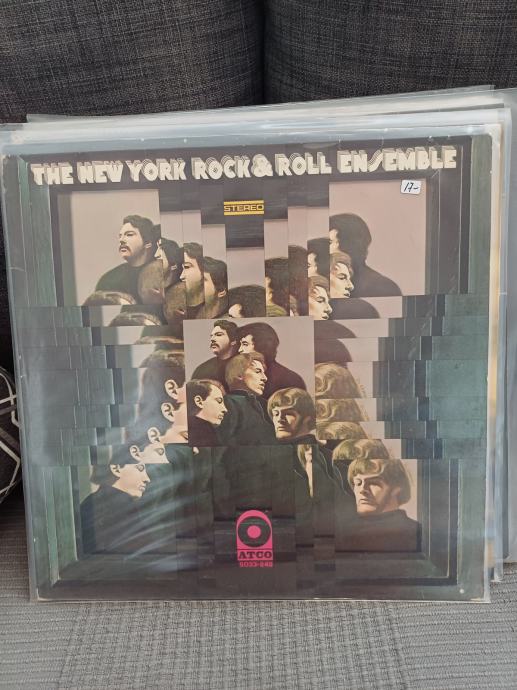 THE NEW YORK ROCK & ROLL ENSEMBLE
17-
STEREO
ATCO
SD33-240